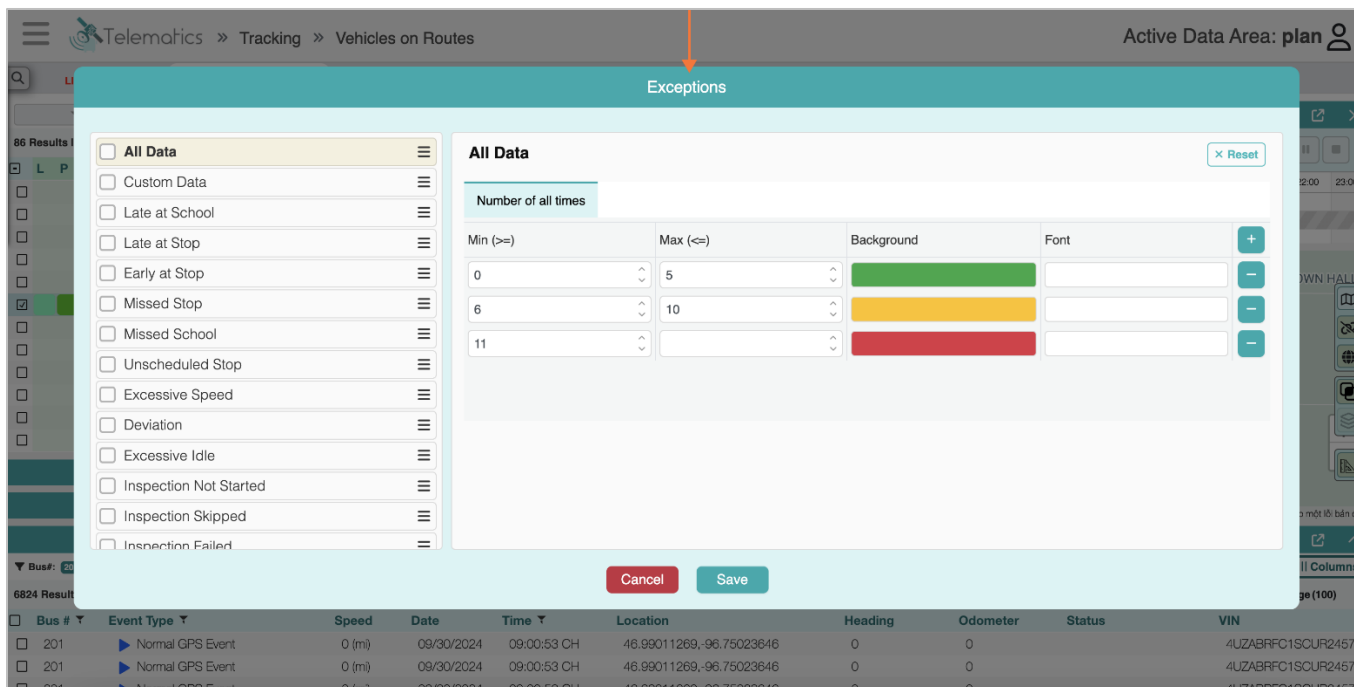 Telematics » Tracking » Vehicles on Routes
Active Data Area: plan
Exceptions
86 Results
L P
All Data
Custom Data
Late at School
Late at Stop
Early at Stop
Missed Stop
Missed School
Unscheduled Stop
Excessive Speed
Deviation
Excessive Idle
Inspection Not Started
Inspection Skipped
Inspection Failed
All Data
× Reset
Number of all times
Min (>=) Max (<=) Background Font +
0 5 −
6 10 −
11 −
22:00 23:0
OWN HALL
Cancel Save
Bus#: 20
Column
6824 Result
ge (100)
Bus # Event Type Speed Date Time Location Heading Odometer Status VIN
201 Normal GPS Event 0 (mi) 09/30/2024 09:00:53 CH 46.99011269,-96.75023646 0 0 4UZABRFC1SCUR2457
201 Normal GPS Event 0 (mi) 09/30/2024 09:00:53 CH 46.99011269,-96.75023646 0 0 4UZABRFC1SCUR2457